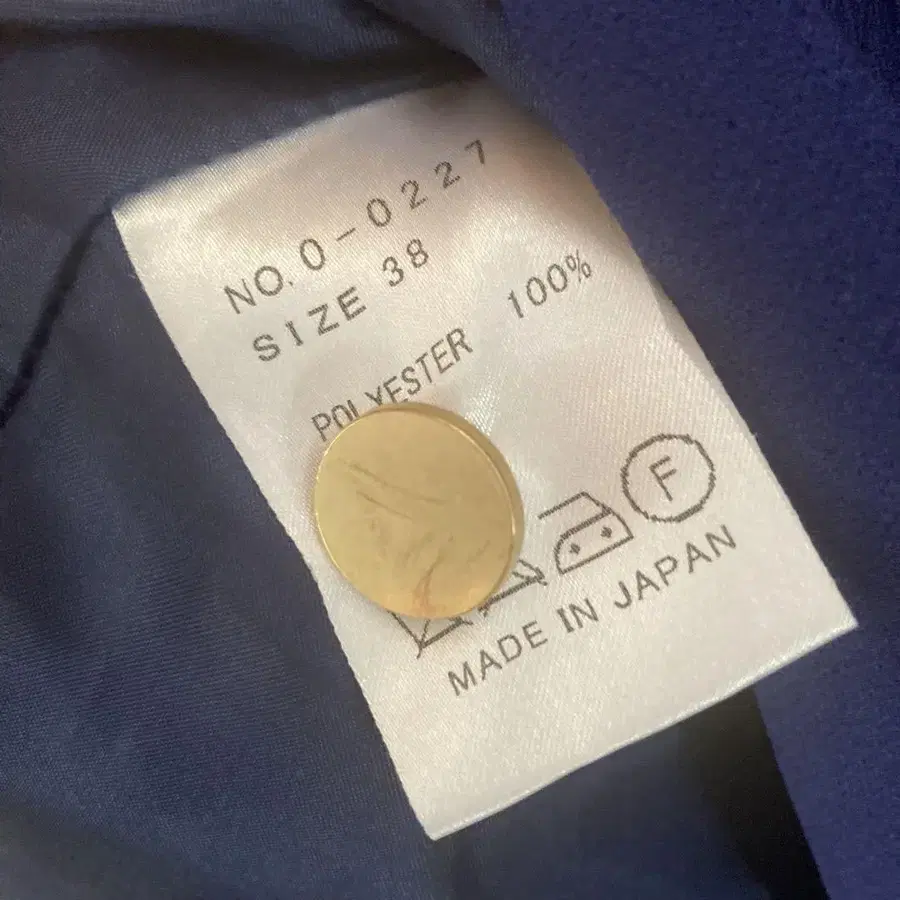 NO. 0-0227
SIZE 38
POLYESTER 100%
F
MADE IN JAPAN